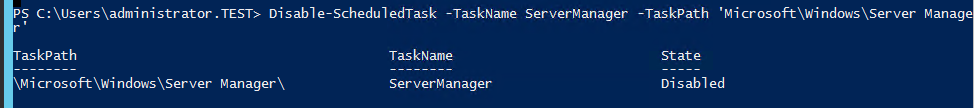 PS C:\Users\administrator.TEST> Disable-ScheduledTask -TaskName ServerManager -TaskPath 'Microsoft\Windows\Server Manage
r'
TaskPath TaskName State
-------- -------- -----
\Microsoft\Windows\Server Manager\ ServerManager Disabled